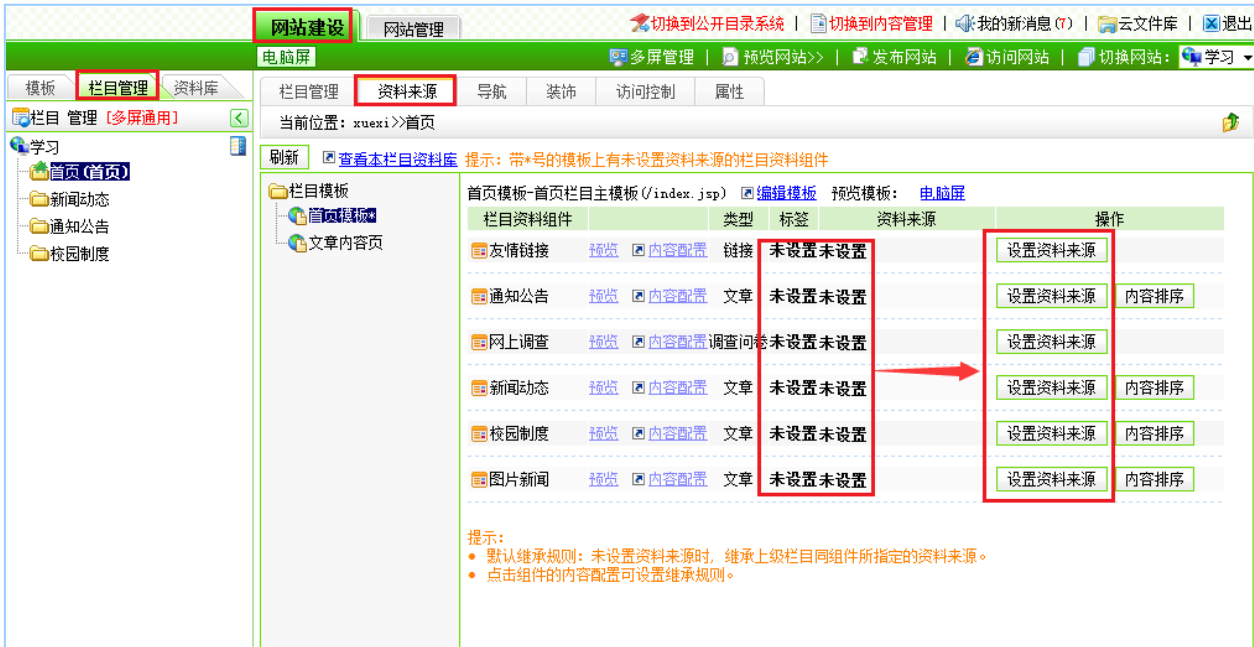 网站建设 网站管理 切换到公开目录系统 | 切换到内容管理 | 我的新消息(7) | 云文件库 | 退出
电脑屏 多屏管理 | 预览网站>> | 发布网站 | 访问网站 | 切换网站: 学习
模板 栏目管理 资料库 栏目管理 资料来源 导航 装饰 访问控制 属性
栏目 管理 [多屏通用] 当前位置: xuexi>>首页
学习
首页(首页)
新闻动态
通知公告
校园制度
刷新 查看本栏目资料库 提示: 带*号的模板上有未设置资料来源的栏目资料组件
栏目模板
首页模板*
文章内容页
首页模板-首页栏目主模板(/index.jsp) 编辑模板 预览模板: 电脑屏
栏目资料组件 类型 标签 资料来源 操作
友情链接 预览 内容配置 链接 未设置 未设置 设置资料来源
通知公告 预览 内容配置 文章 未设置 未设置 设置资料来源 内容排序
网上调查 预览 内容配置 调查问卷 未设置 未设置 设置资料来源
新闻动态 预览 内容配置 文章 未设置 未设置 设置资料来源 内容排序
校园制度 预览 内容配置 文章 未设置 未设置 设置资料来源 内容排序
图片新闻 预览 内容配置 文章 未设置 未设置 设置资料来源 内容排序
提示:
• 默认继承规则: 未设置资料来源时, 继承上级栏目同组件所指定的资料来源。
• 点击组件的内容配置可设置继承规则。